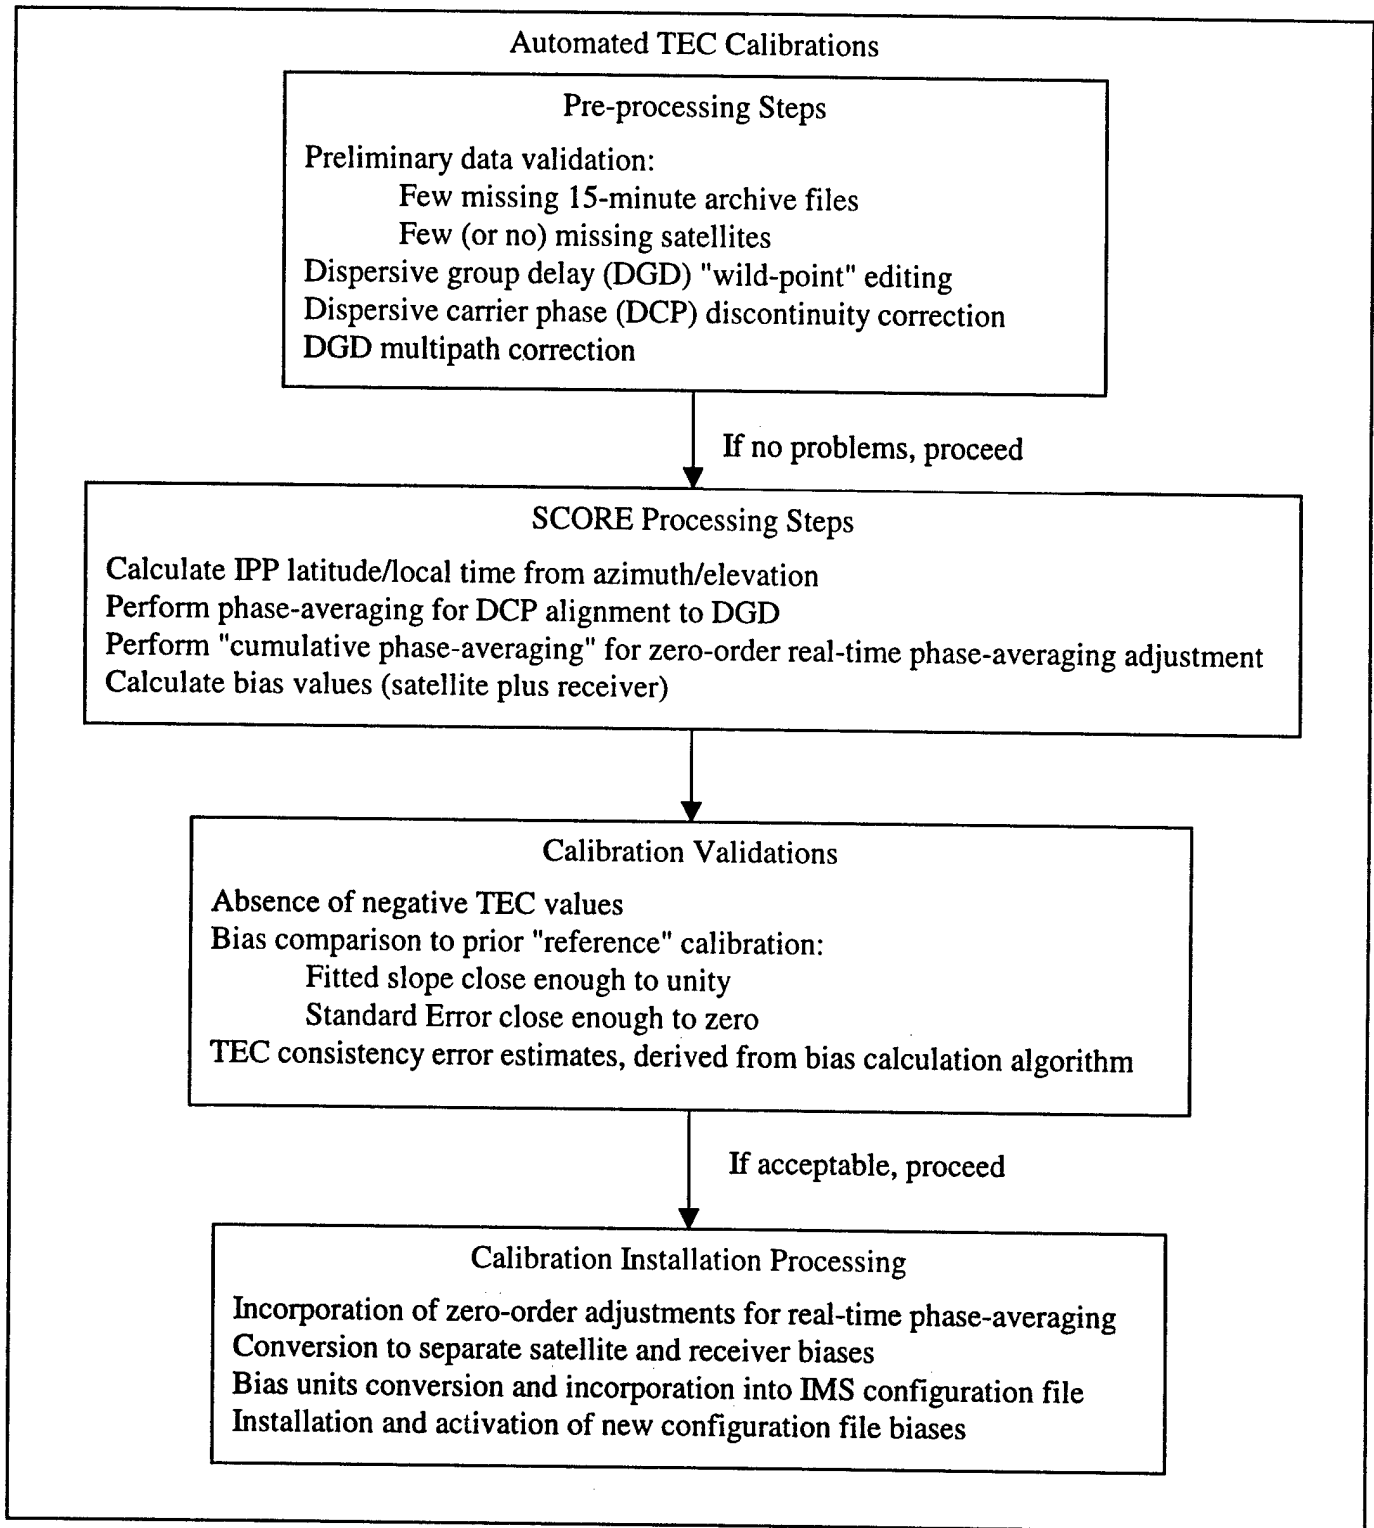 Automated TEC Calibrations
Pre-processing Steps
Preliminary data validation:
Few missing 15-minute archive files
Few (or no) missing satellites
Dispersive group delay (DGD) "wild-point" editing
Dispersive carrier phase (DCP) discontinuity correction
DGD multipath correction
If no problems, proceed
SCORE Processing Steps
Calculate IPP latitude/local time from azimuth/elevation
Perform phase-averaging for DCP alignment to DGD
Perform "cumulative phase-averaging" for zero-order real-time phase-averaging adjustment
Calculate bias values (satellite plus receiver)
Calibration Validations
Absence of negative TEC values
Bias comparison to prior "reference" calibration:
Fitted slope close enough to unity
Standard Error close enough to zero
TEC consistency error estimates, derived from bias calculation algorithm
If acceptable, proceed
Calibration Installation Processing
Incorporation of zero-order adjustments for real-time phase-averaging
Conversion to separate satellite and receiver biases
Bias units conversion and incorporation into IMS configuration file
Installation and activation of new configuration file biases